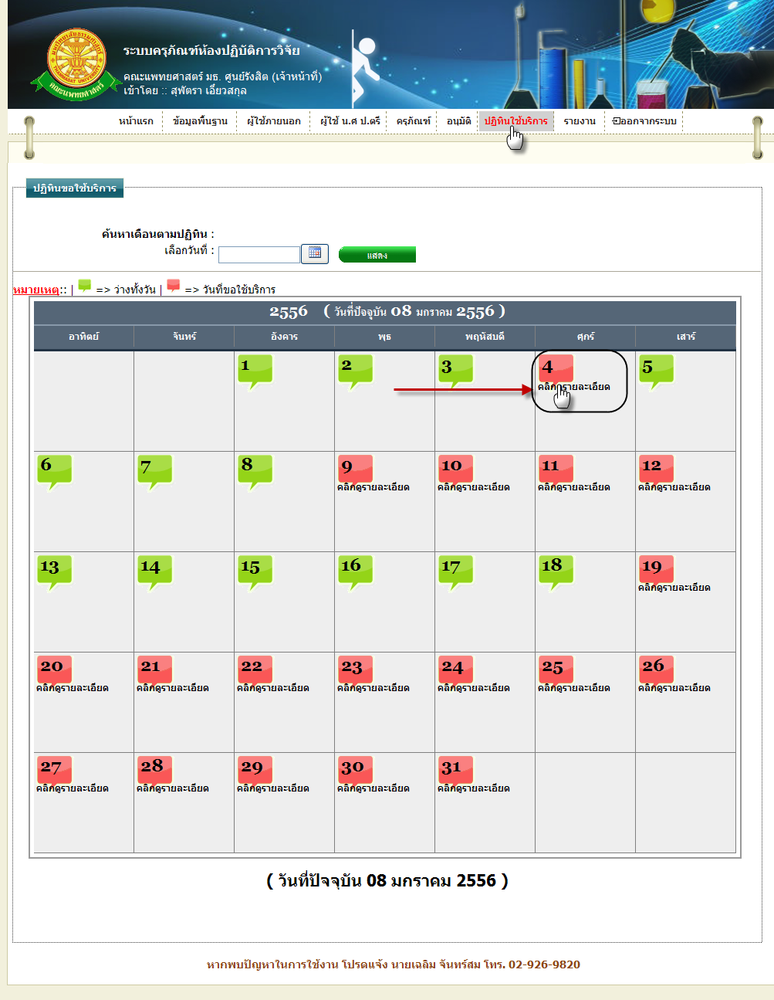 ระบบครุภัณฑ์ห้องปฏิบัติการวิจัย
คณะแพทยศาสตร์ มธ. ศูนย์รังสิต (เจ้าหน้าที่)
เข้าโดย :: สุพัตรา เอี่ยวสกุล
THAMMASAT UNIVERSITY
คณะแพทยศาสตร์
หน้าแรก ข้อมูลพื้นฐาน ผู้ใช้ภายนอก ผู้ใช้ น.ศ ป.ตรี ครุภัณฑ์ อนุมัติ ปฏิทินใช้บริการ รายงาน ออกจากระบบ
ปฏิทินขอใช้บริการ
ค้นหาเดือนตามปฏิทิน :
เลือกวันที่ :
แสดง
หมายเหตุ:: | => ว่างทั้งวัน | => วันที่ขอใช้บริการ
2556 ( วันที่ปัจจุบัน 08 มกราคม 2556 )
อาทิตย์ จันทร์ อังคาร พุธ พฤหัสบดี ศุกร์ เสาร์
1 2 3 4 5
คลิกดูรายละเอียด
6 7 8 9 10 11 12
คลิกดูรายละเอียด คลิกดูรายละเอียด คลิกดูรายละเอียด คลิกดูรายละเอียด
13 14 15 16 17 18 19
คลิกดูรายละเอียด
20 21 22 23 24 25 26
คลิกดูรายละเอียด คลิกดูรายละเอียด คลิกดูรายละเอียด คลิกดูรายละเอียด คลิกดูรายละเอียด คลิกดูรายละเอียด คลิกดูรายละเอียด
27 28 29 30 31
คลิกดูรายละเอียด คลิกดูรายละเอียด คลิกดูรายละเอียด คลิกดูรายละเอียด คลิกดูรายละเอียด
( วันที่ปัจจุบัน 08 มกราคม 2556 )
หากพบปัญหาในการใช้งาน โปรดแจ้ง นายเฉลิม จันทร์สม โทร. 02-926-9820